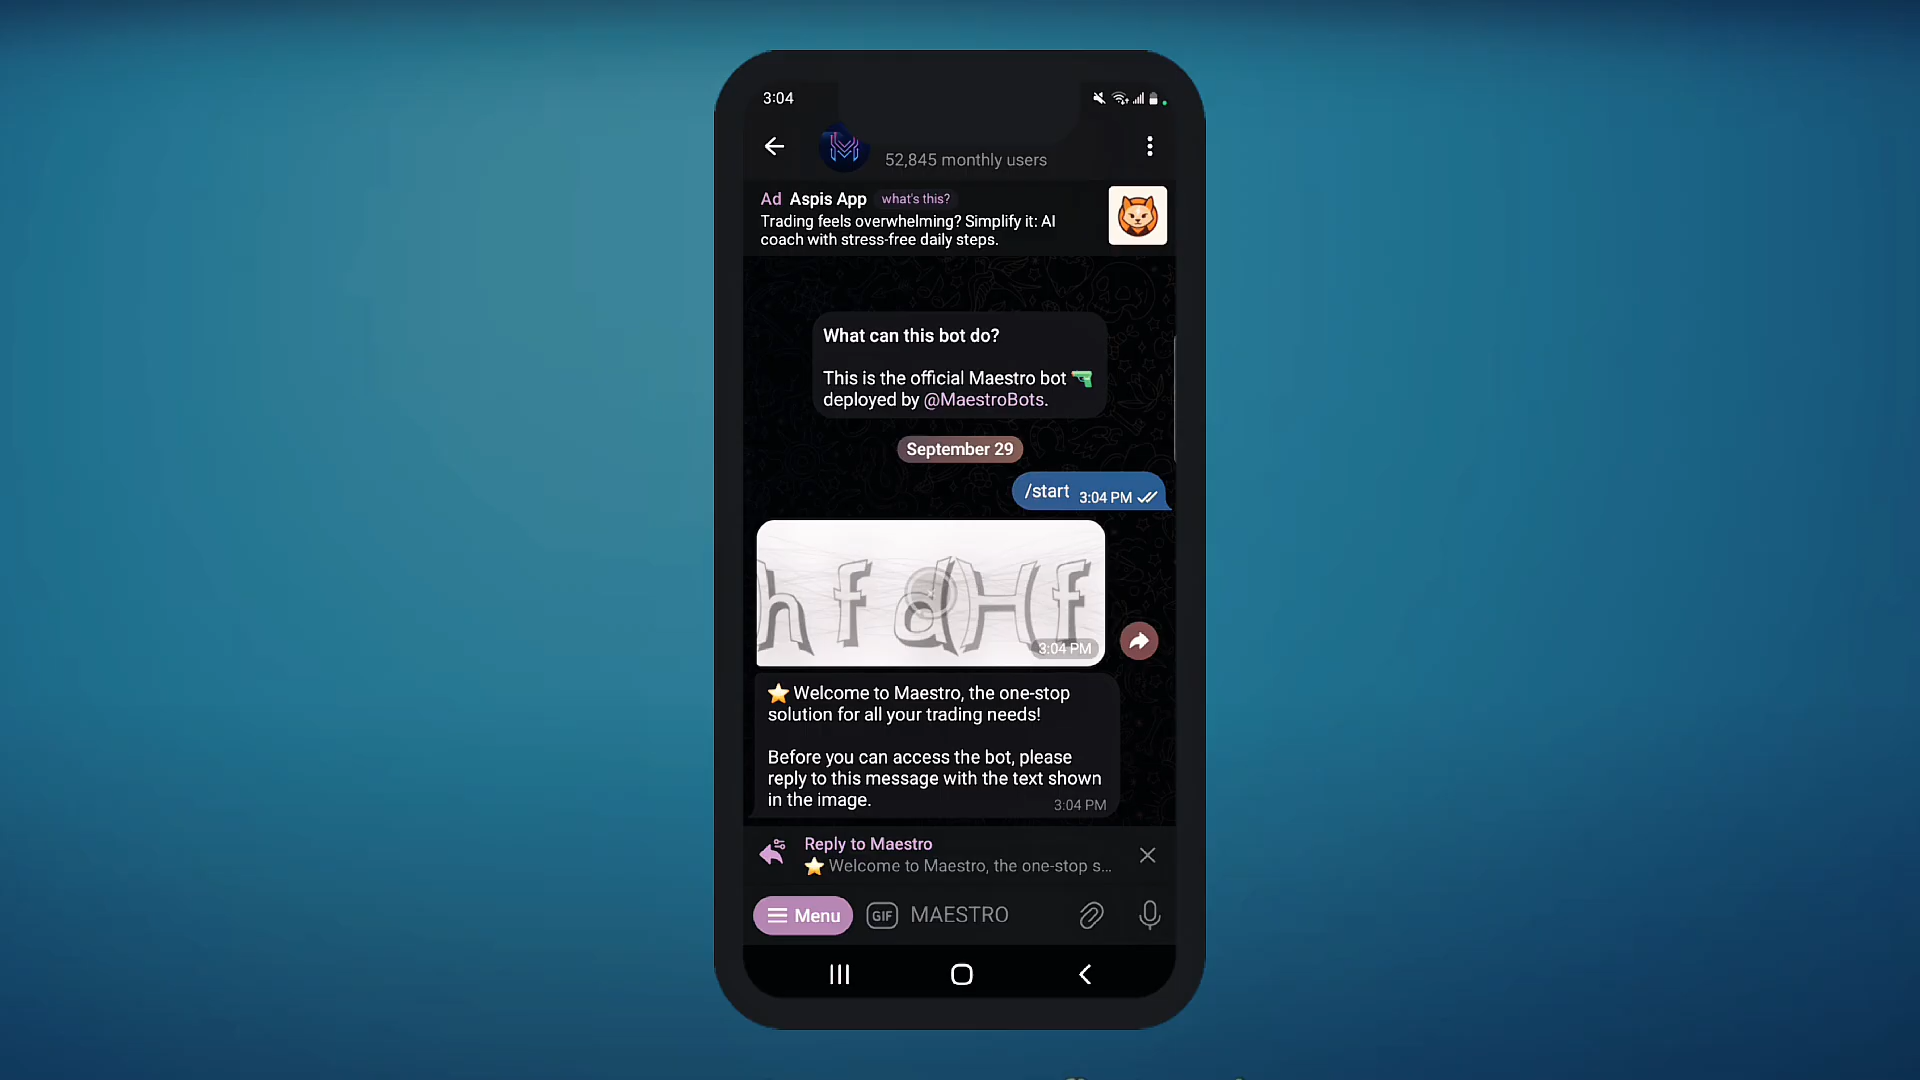 3:04
52,845 monthly users
Ad Aspis App what's this?
Trading feels overwhelming? Simplify it: AI
coach with stress-free daily steps.
What can this bot do?
This is the official Maestro bot
deployed by @MaestroBots.
September 29
/start 3:04 PM
h f d H f
3:04 PM
⭐ Welcome to Maestro, the one-stop
solution for all your trading needs!
Before you can access the bot, please
reply to this message with the text shown
in the image.
3:04 PM
Reply to Maestro
⭐ Welcome to Maestro, the one-stop s...
Menu GIF MAESTRO